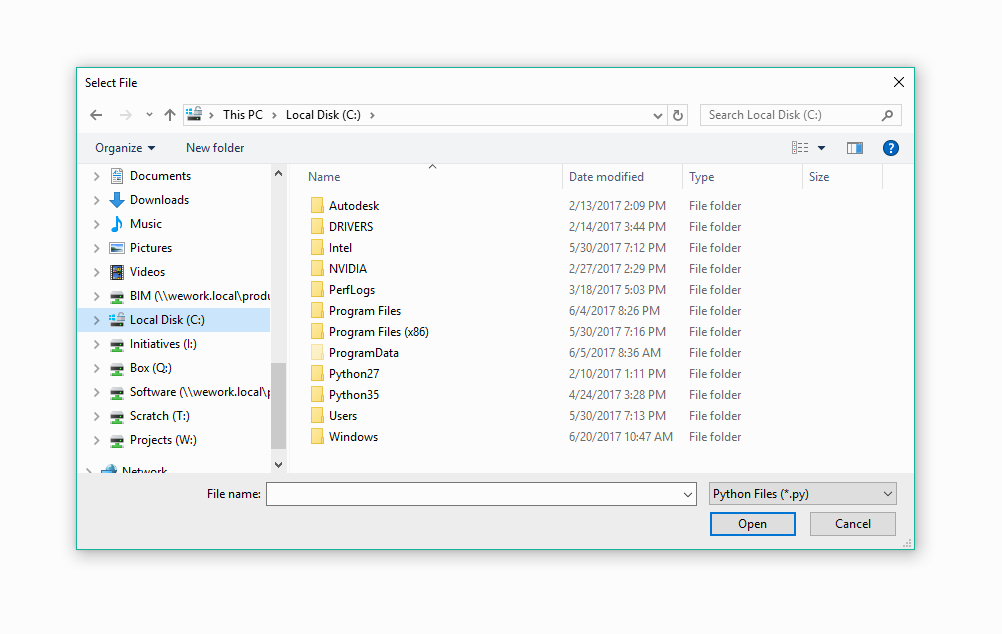 Select File
This PC > Local Disk (C:) >
Search Local Disk (C:)
Organize
New folder
Documents
Downloads
Music
Pictures
Videos
BIM (\\wework.local\produ
Local Disk (C:)
Initiatives (I:)
Box (Q:)
Software (\\wework.local\p
Scratch (T:)
Projects (W:)
Network
Name Date modified Type Size
Autodesk 2/13/2017 2:09 PM File folder
DRIVERS 2/14/2017 3:44 PM File folder
Intel 5/30/2017 7:12 PM File folder
NVIDIA 2/27/2017 2:29 PM File folder
PerfLogs 3/18/2017 5:03 PM File folder
Program Files 6/4/2017 8:26 PM File folder
Program Files (x86) 5/30/2017 7:16 PM File folder
ProgramData 6/5/2017 8:36 AM File folder
Python27 2/10/2017 1:11 PM File folder
Python35 4/24/2017 3:28 PM File folder
Users 5/30/2017 7:13 PM File folder
Windows 6/20/2017 10:47 AM File folder
File name:
Python Files (*.py)
Open
Cancel